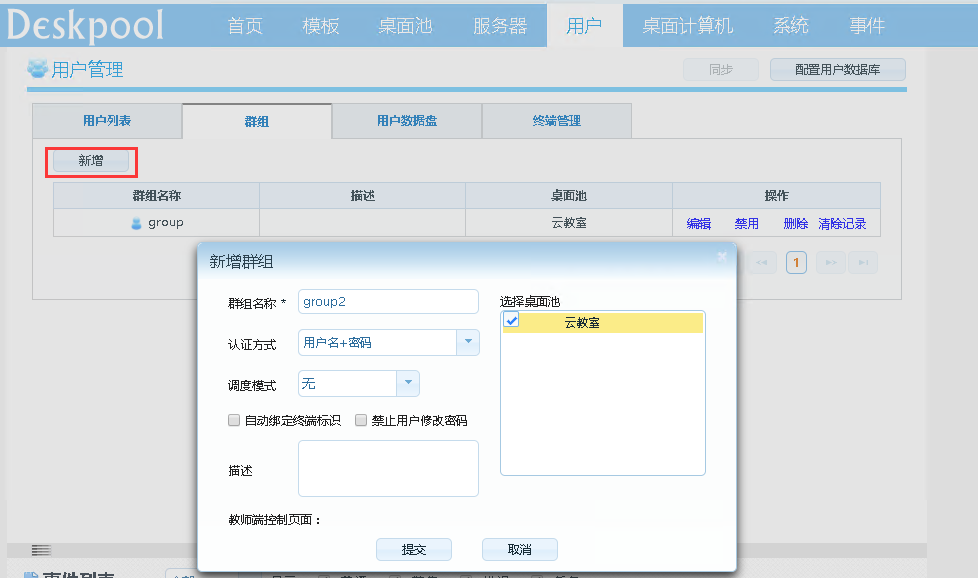 Deskpool 首页 模板 桌面池 服务器 用户 桌面计算机 系统 事件
用户管理 同步 配置用户数据库
用户列表 群组 用户数据盘 终端管理
新增
群组名称 描述 桌面池 操作
group 云教室 编辑 禁用 删除 清除记录
1
新增群组
群组名称 * group2
选择桌面池
云教室
认证方式 用户名+密码
调度模式 无
自动绑定终端标识 禁止用户修改密码
描述
教师端控制页面：
提交 取消
事件列表